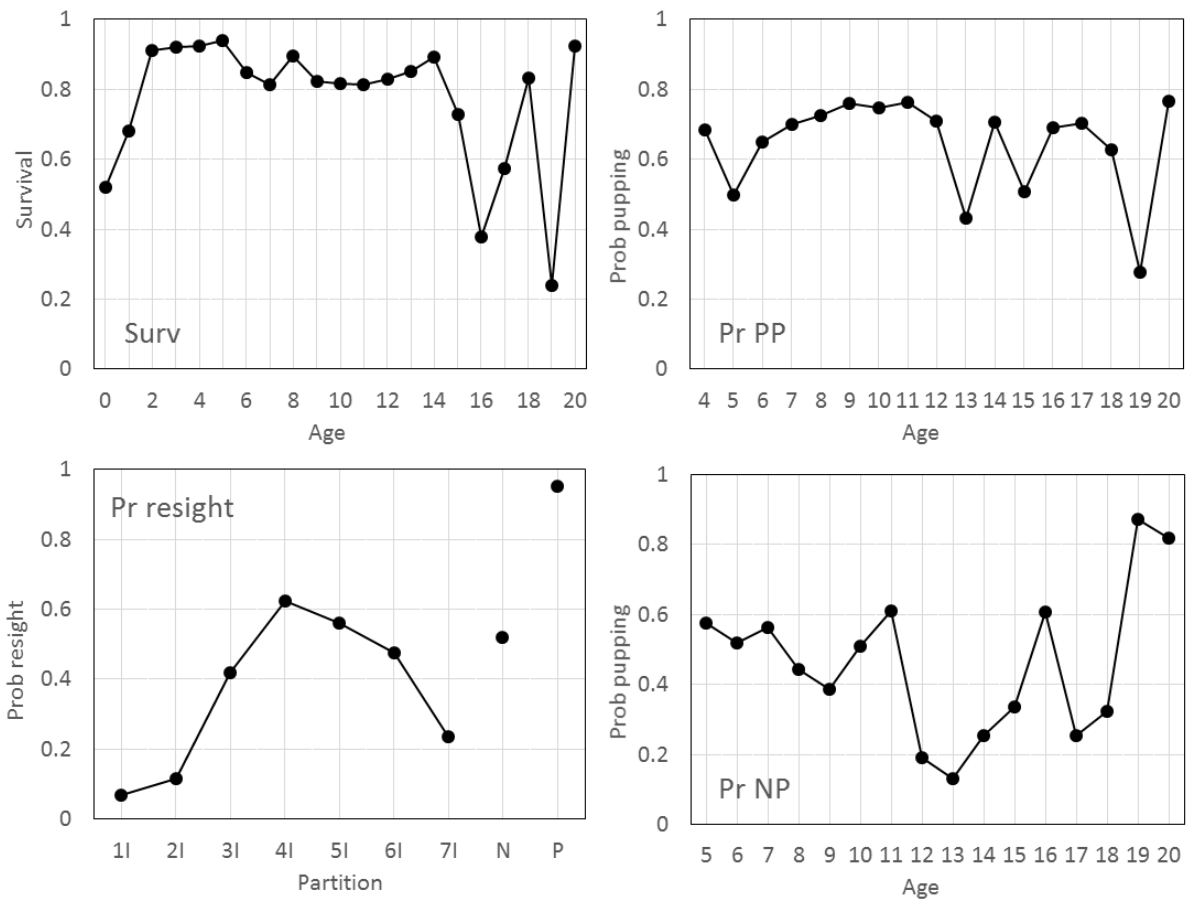 1
0.8
0.6
0.4
0.2
0
Survival
Surv
0 2 4 6 8 10 12 14 16 18 20
Age
1
0.8
0.6
0.4
0.2
0
Prob pupping
Pr PP
4 5 6 7 8 9 10 11 12 13 14 15 16 17 18 19 20
Age
1
0.8
0.6
0.4
0.2
0
Prob resight
Pr resight
1I 2I 3I 4I 5I 6I 7I N P
Partition
1
0.8
0.6
0.4
0.2
0
Prob pupping
Pr NP
5 6 7 8 9 10 11 12 13 14 15 16 17 18 19 20
Age